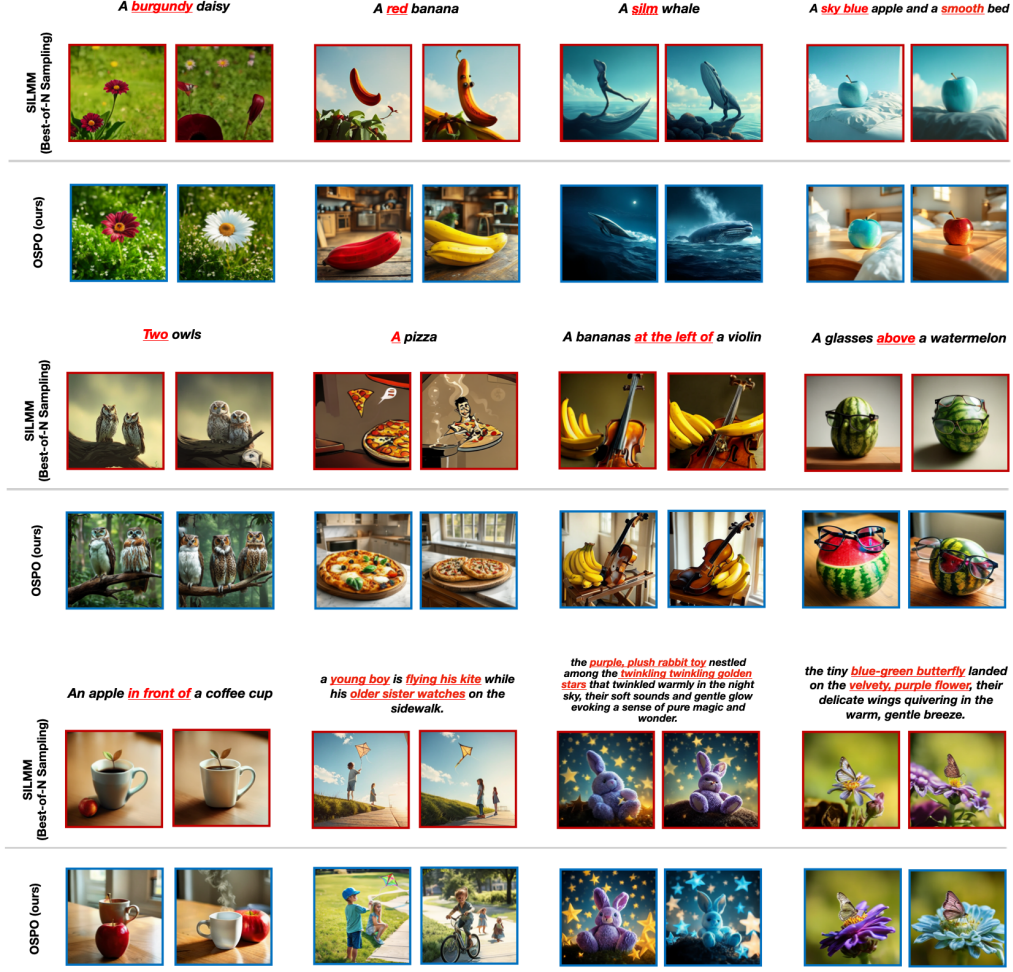 A burgundy daisy
A red banana
A silm whale
A sky blue apple and a smooth bed
SILMM
(Best-of-N Sampling)
OSPO (ours)
Two owls
A pizza
A bananas at the left of a violin
A glasses above a watermelon
SILMM
(Best-of-N Sampling)
OSPO (ours)
An apple in front of a coffee cup
a young boy is flying his kite while
his older sister watches on the
sidewalk.
the purple, plush rabbit toy nestled
among the twinkling twinkling golden
stars that twinkled warmly in the night
sky, their soft sounds and gentle glow
evoking a sense of pure magic and
wonder.
the tiny blue-green butterfly landed
on the velvety, purple flower, their
delicate wings quivering in the
warm, gentle breeze.
SILMM
(Best-of-N Sampling)
OSPO (ours)